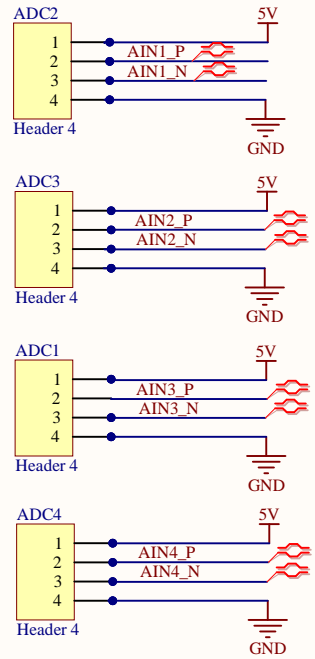 ADC2
5V
1
AIN1_P
2
AIN1_N
3
4
Header 4
GND
ADC3
5V
1
AIN2_P
2
AIN2_N
3
4
Header 4
GND
ADC1
5V
1
AIN3_P
2
AIN3_N
3
4
Header 4
GND
ADC4
5V
1
AIN4_P
2
AIN4_N
3
4
Header 4
GND